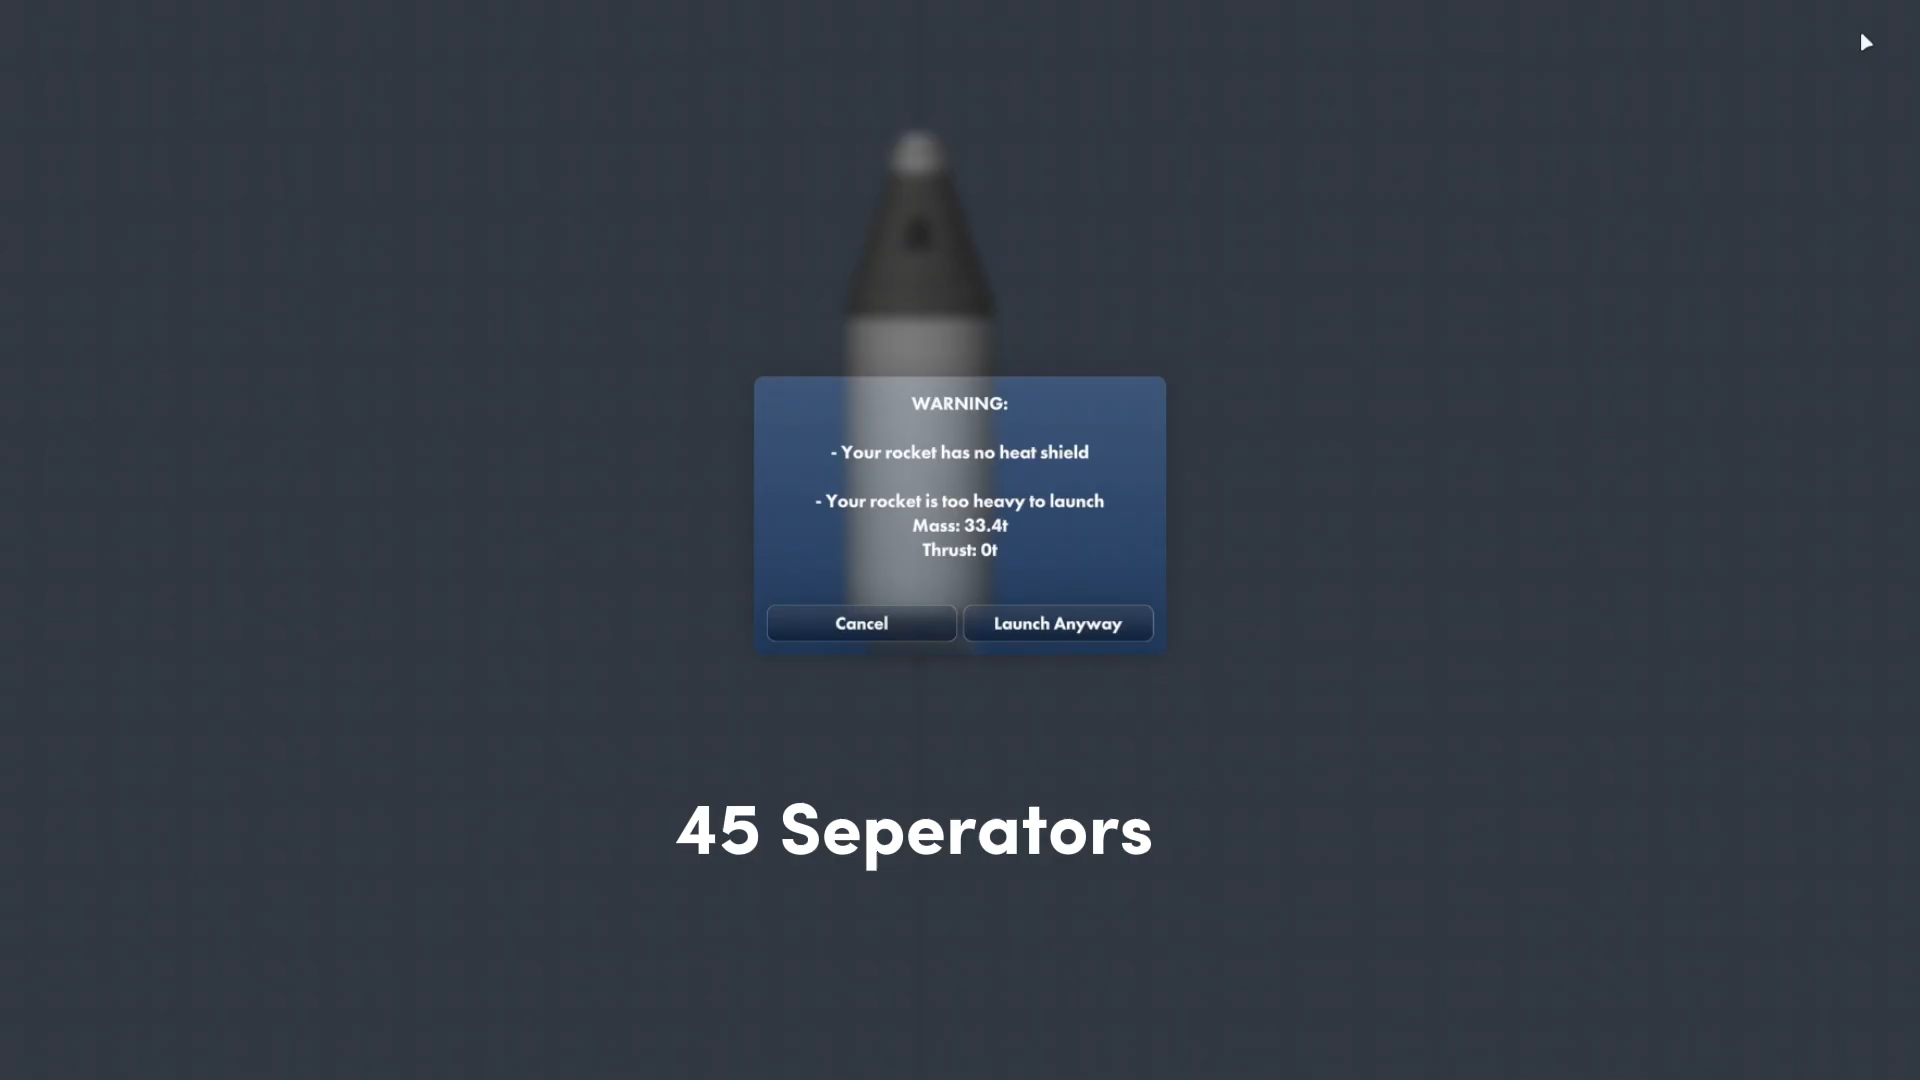 WARNING:
- Your rocket has no heat shield
- Your rocket is too heavy to launch
Mass: 33.4t
Thrust: 0t
Cancel
Launch Anyway
45 Seperators